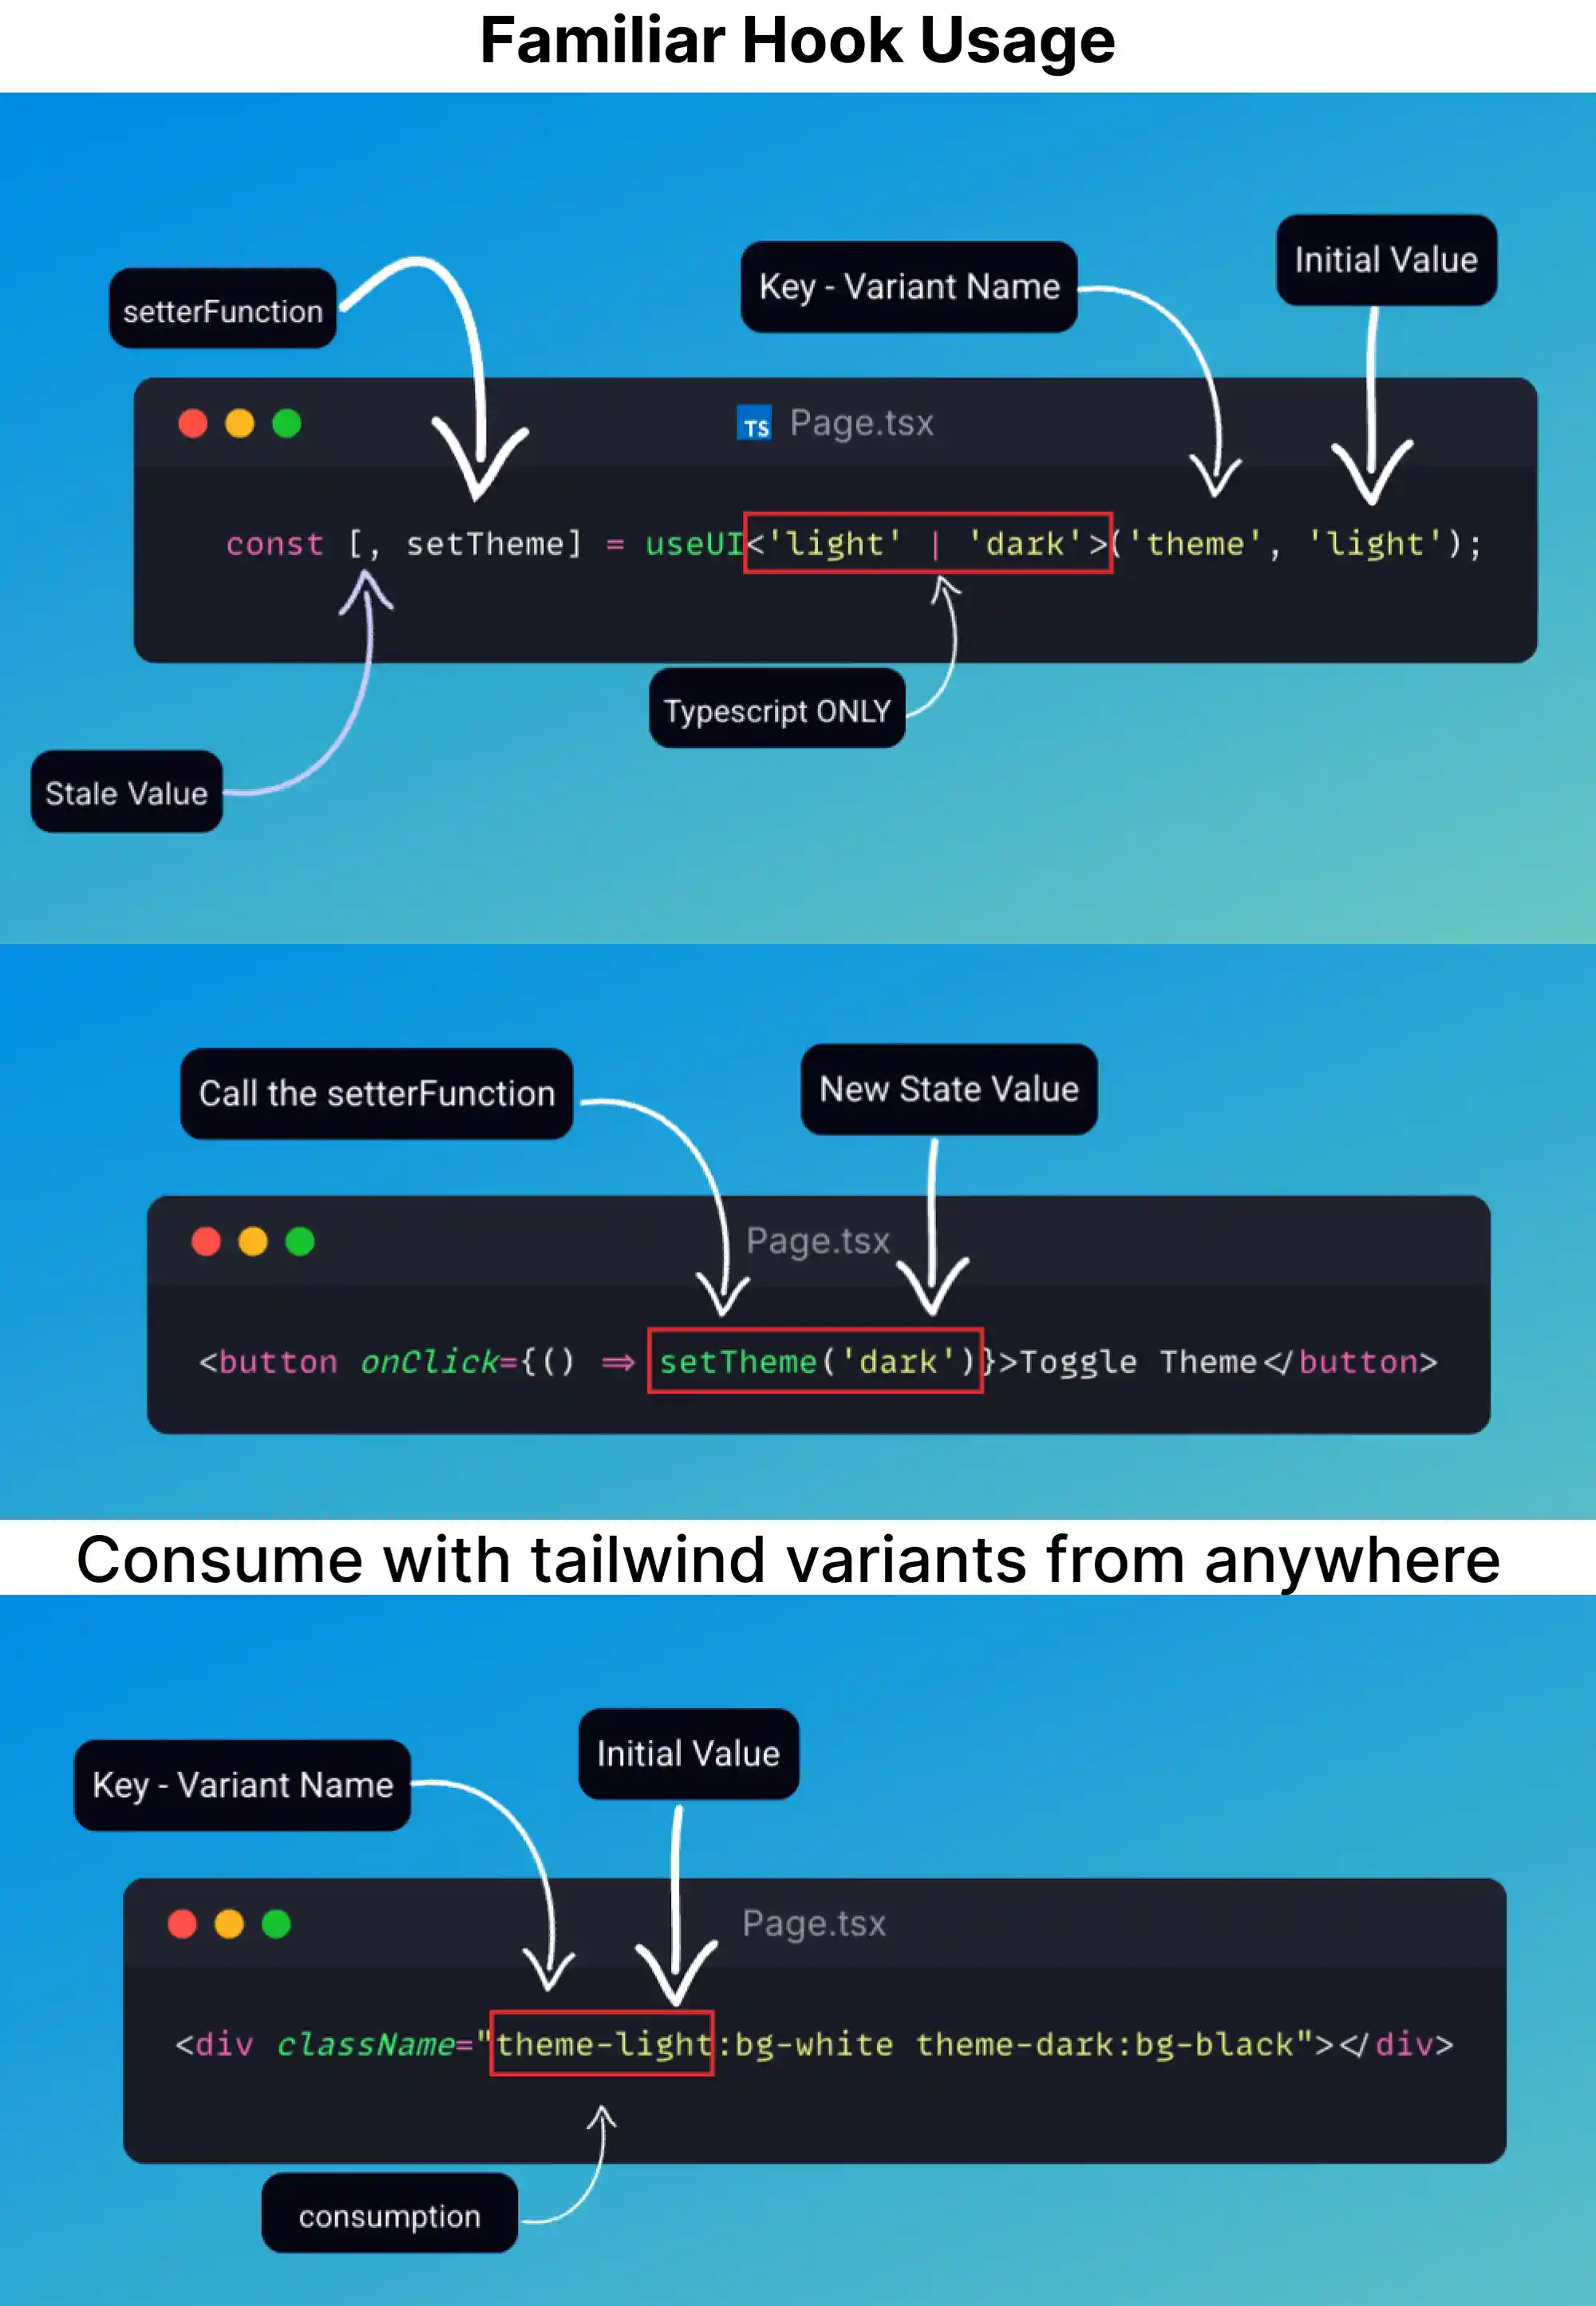 Familiar Hook Usage
Initial Value
Key - Variant Name
setterFunction
TS Page.tsx
const [, setTheme] = useUI<'light' | 'dark'>('theme', 'light');
Typescript ONLY
Stale Value
Call the setterFunction
New State Value
Page.tsx
<button onClick={() => setTheme('dark')}>Toggle Theme</button>
Consume with tailwind variants from anywhere
Initial Value
Key - Variant Name
Page.tsx
<div className="theme-light:bg-white theme-dark:bg-black"></div>
consumption